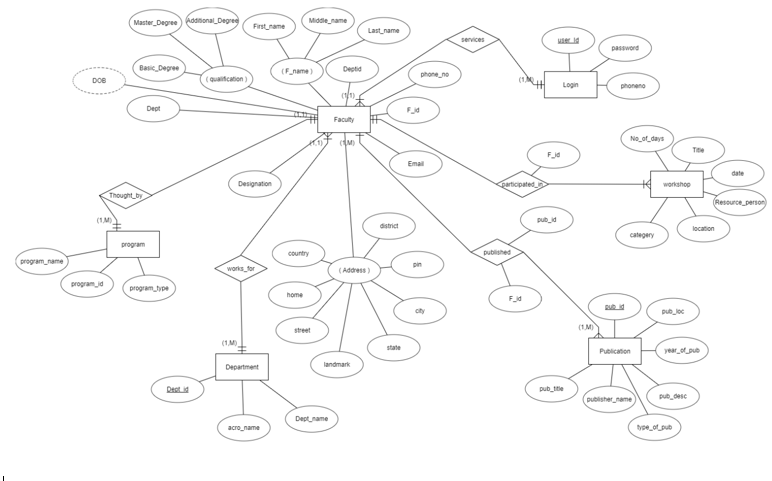 Master_Degree
Additional_Degree
First_name
Middle_name
Last_name
services
user_Id
password
Basic_Degree
( qualification )
( F_name )
Deptid
phone_no
(1,M)
Login
phoneno
DOB
Dept
(1,1)
(1,1)
Faculty
F_id
(1,1)
(1,M)
Email
Designation
No_of_days
Title
F_id
date
participated_in
workshop
Resource_person
categery
location
Thought_by
(1,M)
program
program_name
program_id
program_type
district
country
pin
( Address )
home
city
street
state
landmark
works_for
pub_id
published
F_id
(1,M)
Department
Dept_id
acro_name
Dept_name
pub_id
pub_loc
(1,M)
Publication
year_of_pub
pub_title
publisher_name
pub_desc
type_of_pub